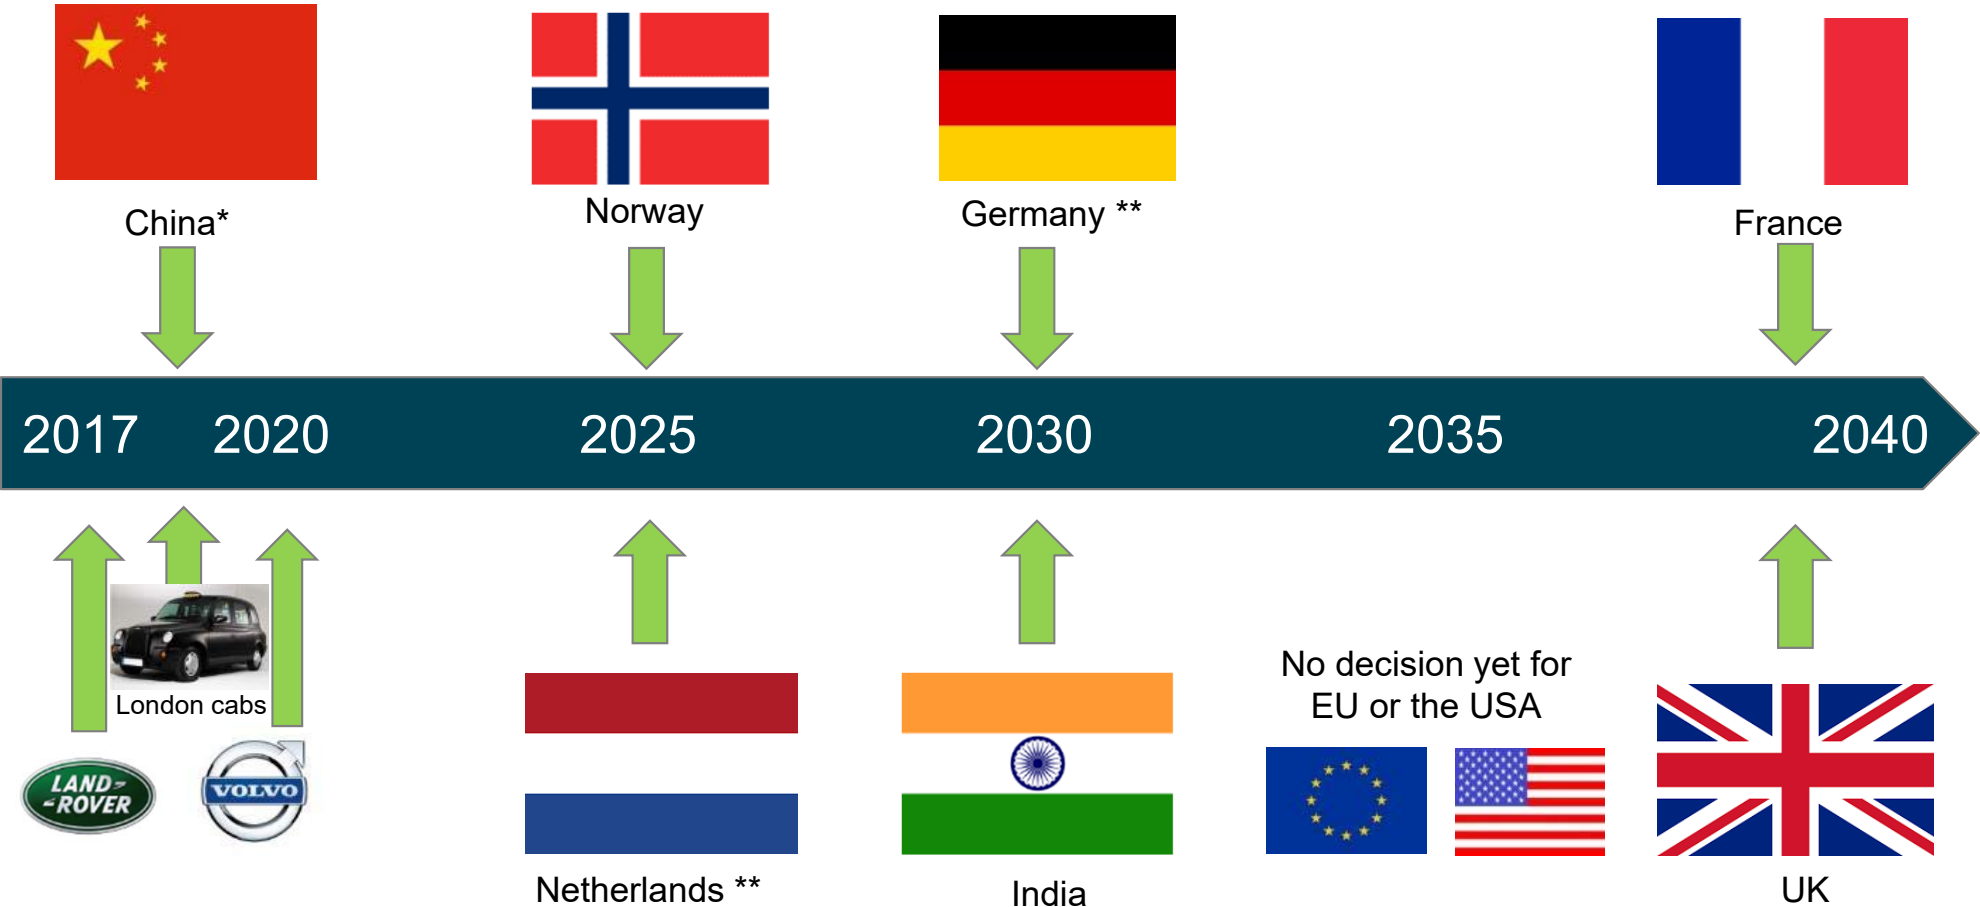 China*
Norway
Germany **
France
2017 2020 2025 2030 2035 2040
London cabs
LAND-
-ROVER
VOLVO
No decision yet for
EU or the USA
Netherlands **
India
UK